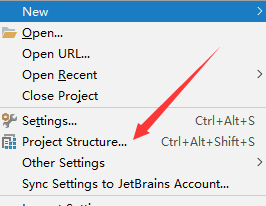 New
Open...
Open URL...
Open Recent
Close Project
Settings... Ctrl+Alt+S
Project Structure... Ctrl+Alt+Shift+S
Other Settings
Sync Settings to JetBrains Account...